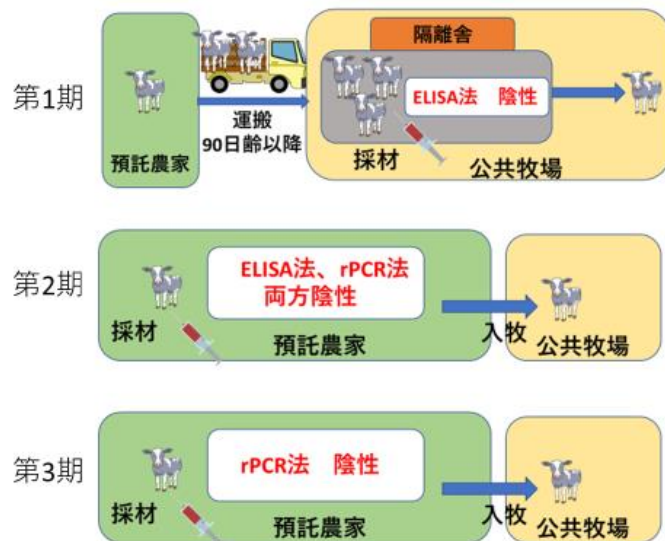 第1期
預託農家
運搬
90日齢以降
隔離舎
ELISA法　陰性
採材
公共牧場
第2期
ELISA法、rPCR法
両方陰性
採材
預託農家
入牧
公共牧場
第3期
rPCR法　陰性
採材
預託農家
入牧
公共牧場